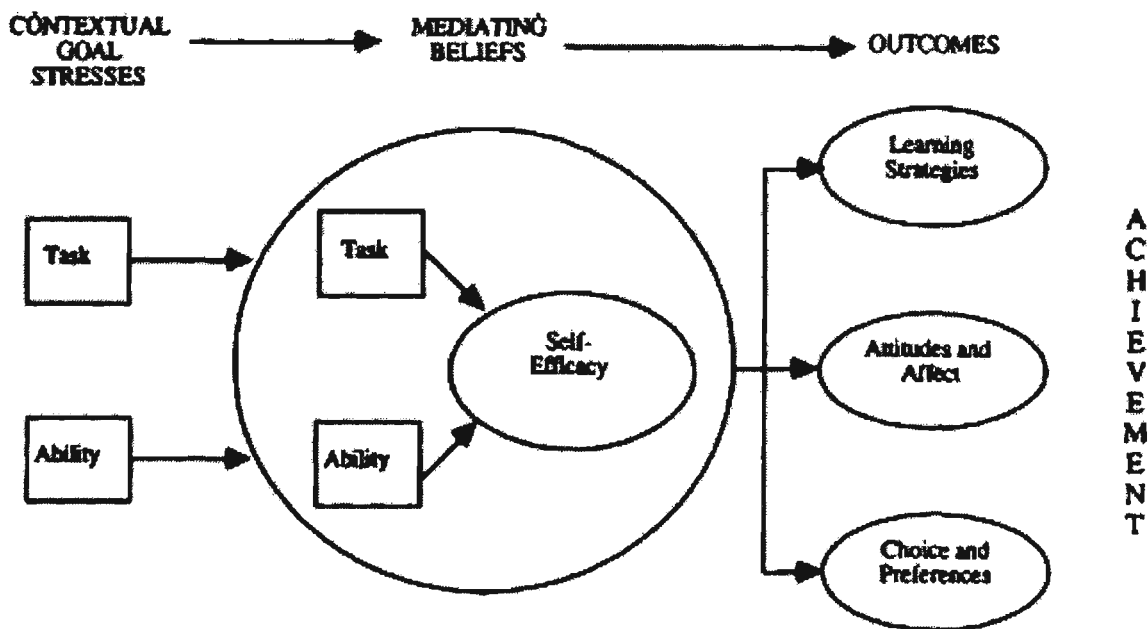 CONTEXTUAL
GOAL
STRESSES
MEDIATING
BELIEFS
OUTCOMES
Task
Ability
Task
Ability
Self-
Efficacy
Learning
Strategies
Attitudes and
Affect
Choice and
Preferences
A
C
H
I
E
V
E
M
E
N
T